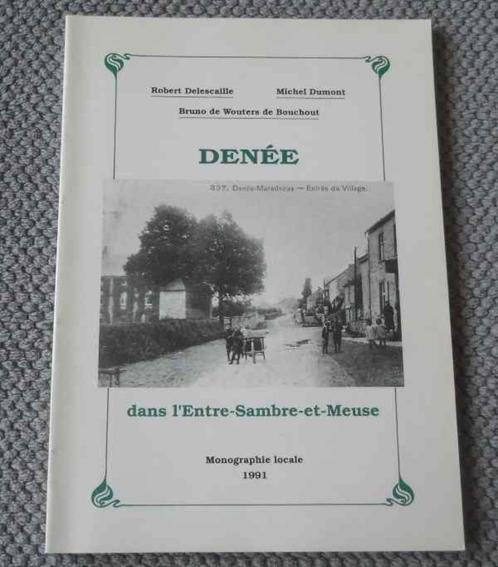 Robert Delescaille Michel Dumont
Bruno de Wouters de Bouchout
DENÉE
337. Denée-Maredsous — Entrée du Village.
dans l'Entre-Sambre-et-Meuse
Monographie locale
1991